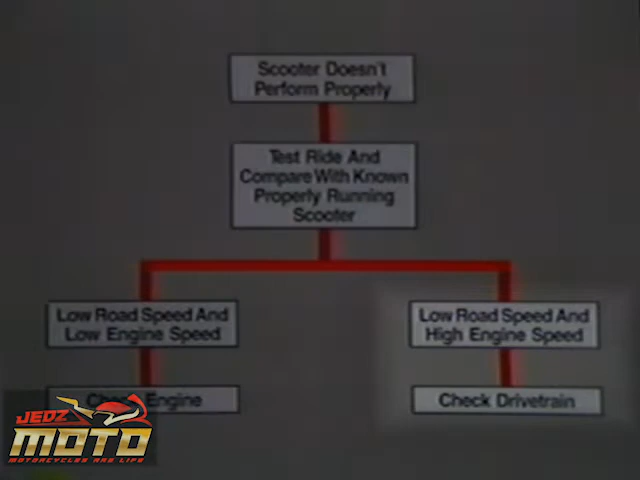 Scooter Doesn't
Perform Properly
Test Ride And
Compare With Known
Properly Running
Scooter
Low Road Speed And
Low Engine Speed
Low Road Speed And
High Engine Speed
Engine
Check Drivetrain
JEDZ
MOTO
MOTORCYCLES ARE LIFE